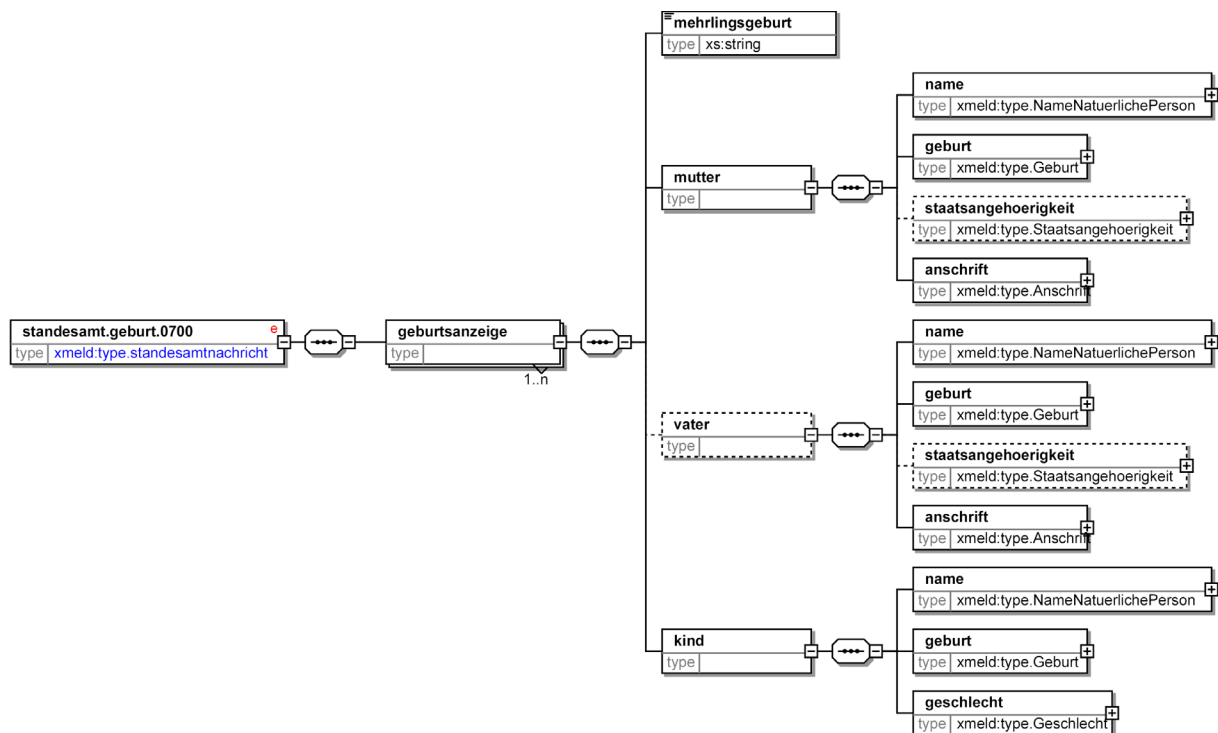 mehrlingsgeburt
type xs:string
name
type xmeld:type.NameNatuerlichePerson
geburt
type xmeld:type.Geburt
mutter
type
staatsangehoerigkeit
type xmeld:type.Staatsangehoerigkeit
anschrift
type xmeld:type.Anschrift
standesamt.geburt.0700 e
type xmeld:type.standesamtnachricht
geburtsanzeige
type
1..n
name
type xmeld:type.NameNatuerlichePerson
geburt
type xmeld:type.Geburt
vater
type
staatsangehoerigkeit
type xmeld:type.Staatsangehoerigkeit
anschrift
type xmeld:type.Anschrift
name
type xmeld:type.NameNatuerlichePerson
kind
type
geburt
type xmeld:type.Geburt
geschlecht
type xmeld:type.Geschlecht